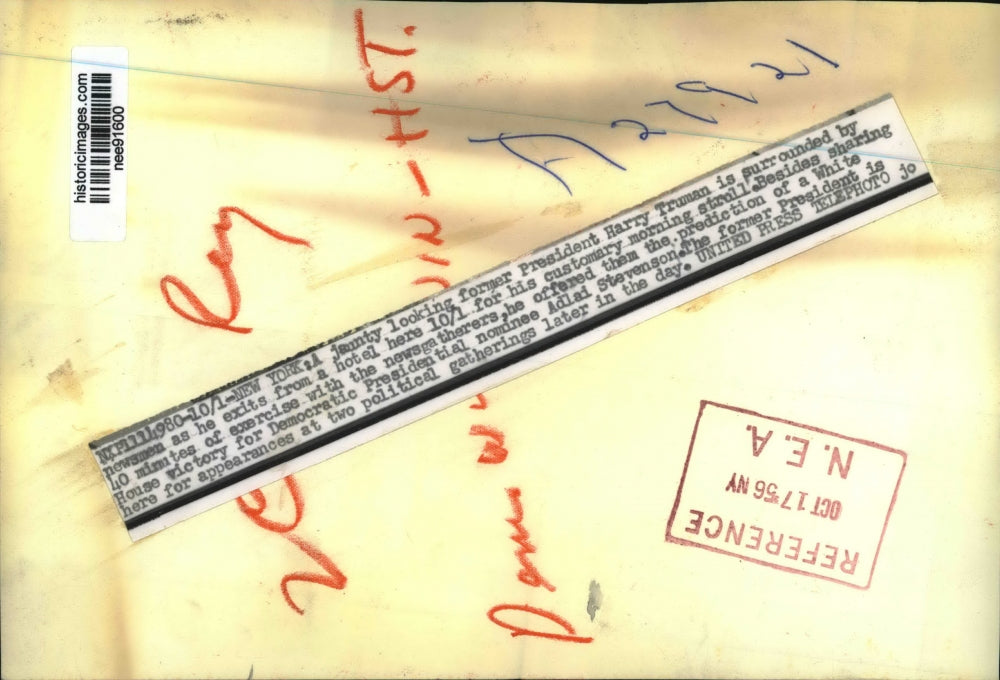 historicimages.com
nee91600
HST.
Ray
NXP1114980-10/1-NEW YORK:A jaunty looking former President Harry Truman is surrounded by
newsmen as he exits from a hotel here 10/1 for his customary morning stroll.Besides sharing
40 minutes of exercise with the newsgatherers,he offered them the prediction of a White
House victory for Democratic Presidential nominee Adlai Stevenson.The former President is
here for appearances at two political gatherings later in the day. UNITED PRESS TELEPHOTO jo
REFERENCE
OCT 17 '56 NY
N. E. A.